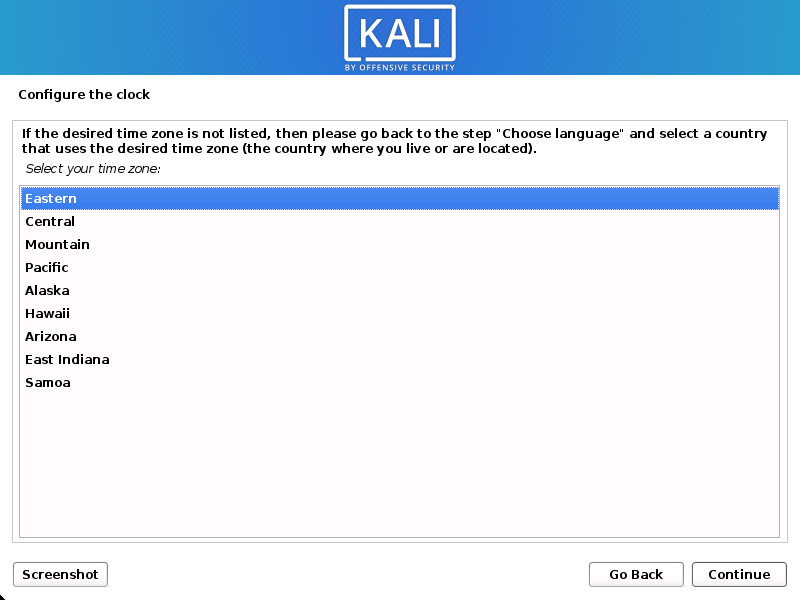 KALI
BY OFFENSIVE SECURITY
Configure the clock
If the desired time zone is not listed, then please go back to the step "Choose language" and select a country
that uses the desired time zone (the country where you live or are located).
Select your time zone:
Eastern
Central
Mountain
Pacific
Alaska
Hawaii
Arizona
East Indiana
Samoa
Screenshot
Go Back
Continue